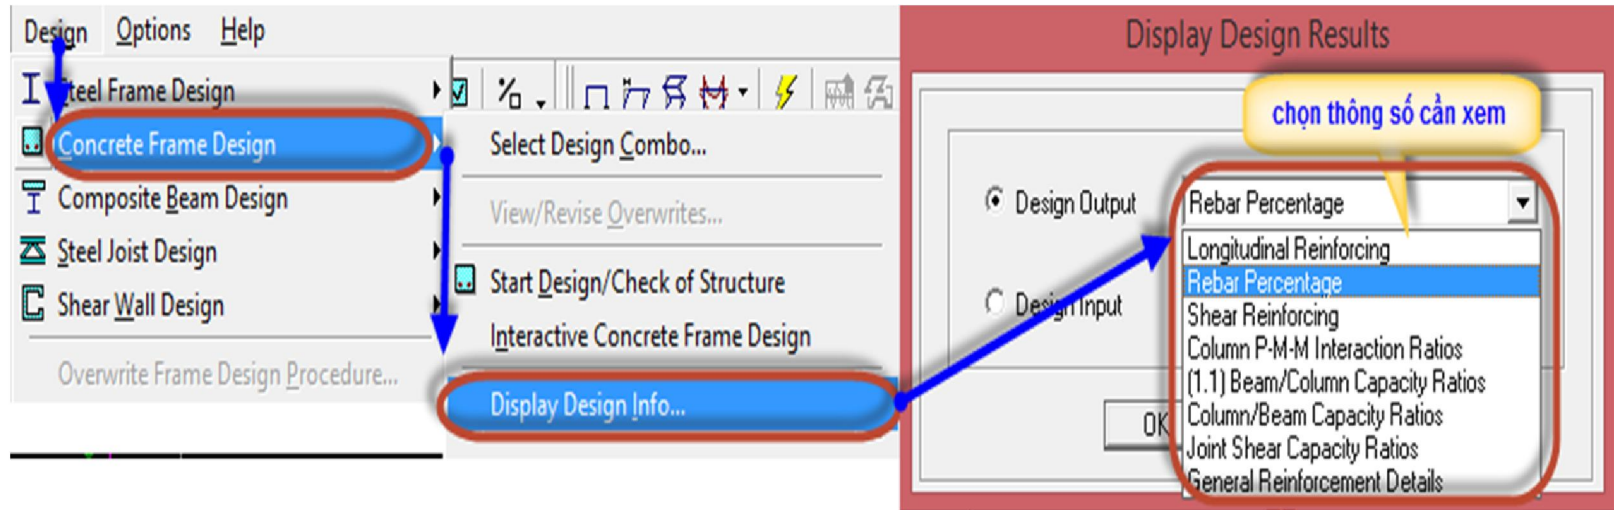 Design Options Help
Steel Frame Design
Concrete Frame Design
Composite Beam Design
Steel Joist Design
Shear Wall Design
Overwrite Frame Design Procedure...
Select Design Combo...
View/Revise Overwrites...
Start Design/Check of Structure
Interactive Concrete Frame Design
Display Design Info...
Display Design Results
chọn thông số cần xem
Design Output
Rebar Percentage
Longitudinal Reinforcing
Rebar Percentage
Shear Reinforcing
Column P-M-M Interaction Ratios
(1.1) Beam/Column Capacity Ratios
Column/Beam Capacity Ratios
Joint Shear Capacity Ratios
General Reinforcement Details
Design Input
OK